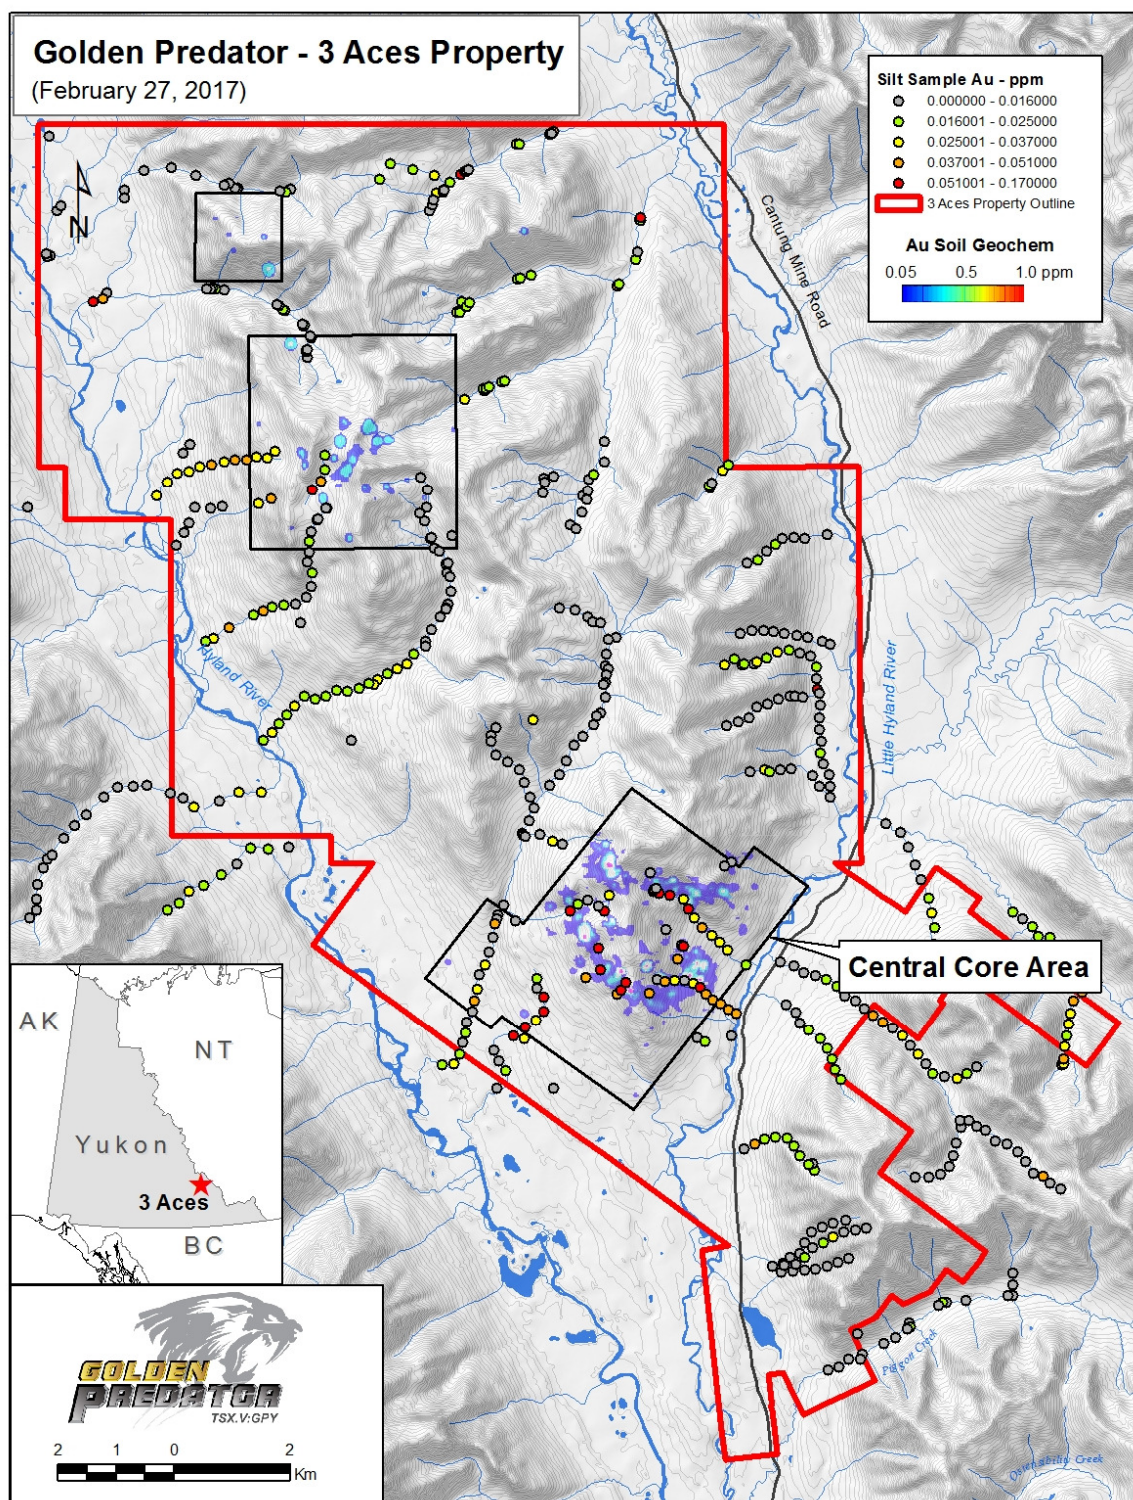 Golden Predator - 3 Aces Property
(February 27, 2017)
Silt Sample Au - ppm
0.000000 - 0.016000
0.016001 - 0.025000
0.025001 - 0.037000
0.037001 - 0.051000
0.051001 - 0.170000
3 Aces Property Outline
Au Soil Geochem
0.05 0.5 1.0 ppm
N
Cantung Mine Road
Hyland River
Little Hyland River
Central Core Area
AK
NT
Yukon
3 Aces
BC
Piggott Creek
Ostensibility Creek
GOLDEN
PREDATOR
TSX.V:GPY
2 1 0 2
Km